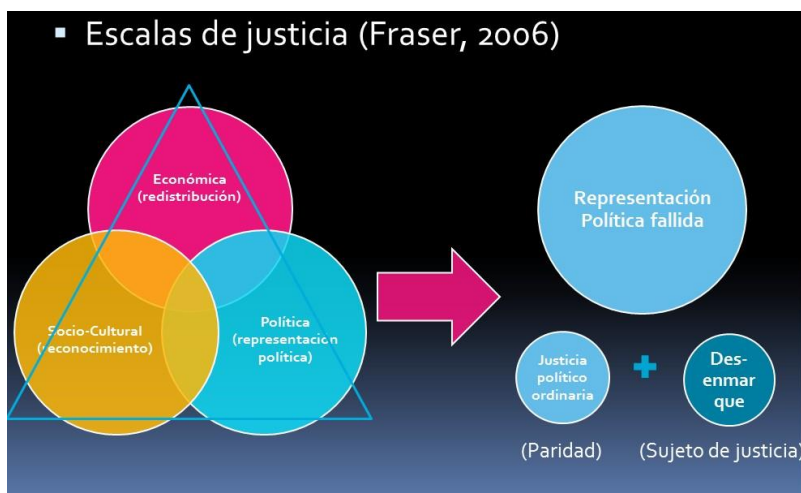 Escalas de justicia (Fraser, 2006)
Económica
(redistribución)
Socio-Cultural
(reconocimiento)
Política
(representación
política)
Representación
Política fallida
Justicia
político
ordinaria
Des-
enmar
que
(Paridad)
(Sujeto de justicia)